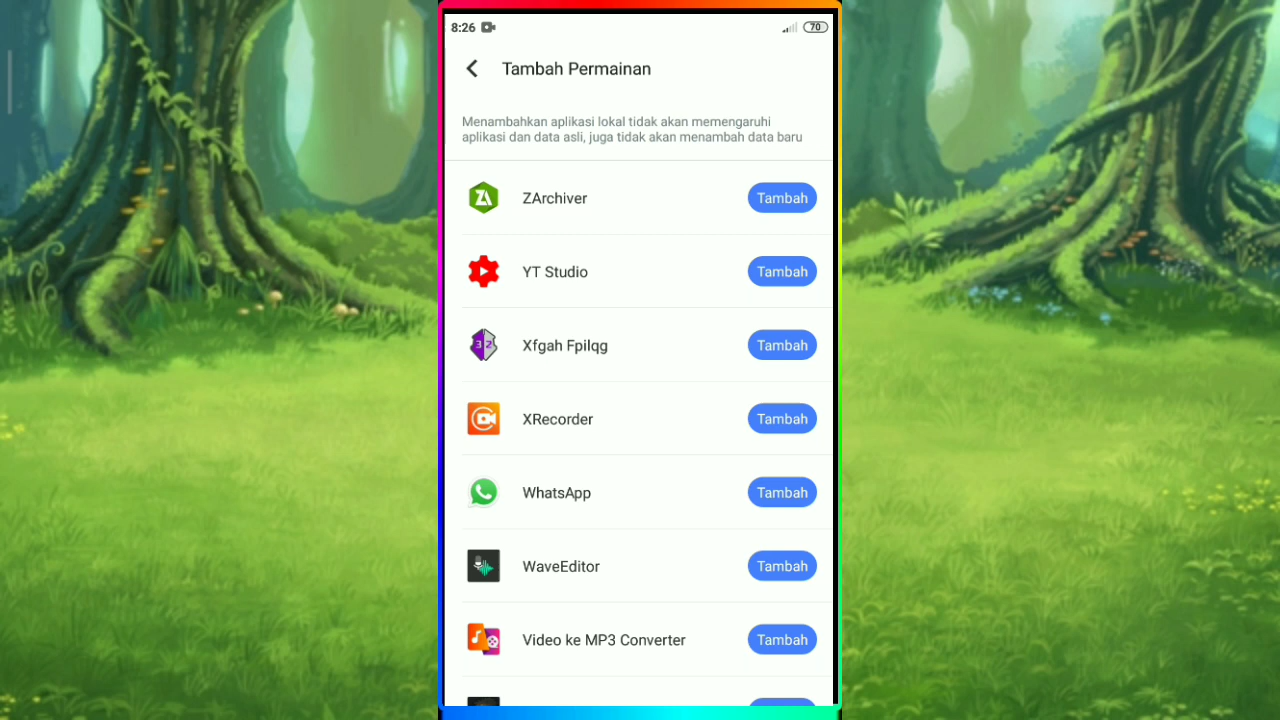 8:26
70
Tambah Permainan
Menambahkan aplikasi lokal tidak akan memengaruhi
aplikasi dan data asli, juga tidak akan menambah data baru
ZA
ZArchiver
Tambah
YT Studio
Tambah
32
Xfgah Fpilqg
Tambah
XRecorder
Tambah
WhatsApp
Tambah
WaveEditor
Tambah
Video ke MP3 Converter
Tambah